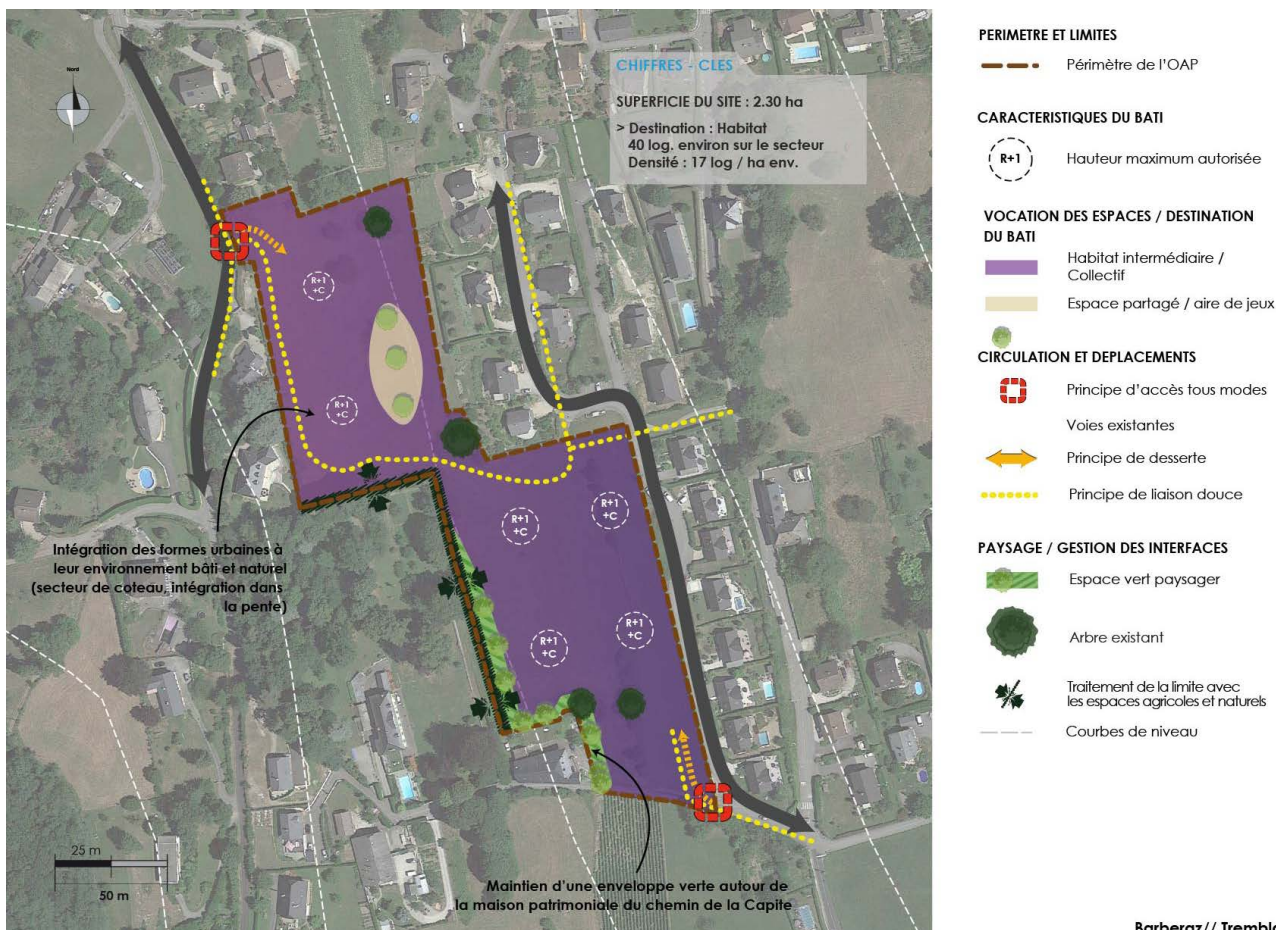 Nord
CHIFFRES - CLES
SUPERFICIE DU SITE : 2.30 ha
> Destination : Habitat
40 log. environ sur le secteur
Densité : 17 log / ha env.
R+1
+C
R+1
+C
R+1
+C
R+1
+C
R+1
+C
R+1
+C
Intégration des formes urbaines à
leur environnement bâti et naturel
(secteur de coteau, intégration dans
la pente)
Maintien d'une enveloppe verte autour de
la maison patrimoniale du chemin de la Capite
25 m
50 m
PERIMETRE ET LIMITES
Périmètre de l'OAP
CARACTERISTIQUES DU BATI
R+1
Hauteur maximum autorisée
VOCATION DES ESPACES / DESTINATION
DU BATI
Habitat intermédiaire /
Collectif
Espace partagé / aire de jeux
CIRCULATION ET DEPLACEMENTS
Principe d'accès tous modes
Voies existantes
Principe de desserte
Principe de liaison douce
PAYSAGE / GESTION DES INTERFACES
Espace vert paysager
Arbre existant
Traitement de la limite avec
les espaces agricoles et naturels
Courbes de niveau
Barberaz//